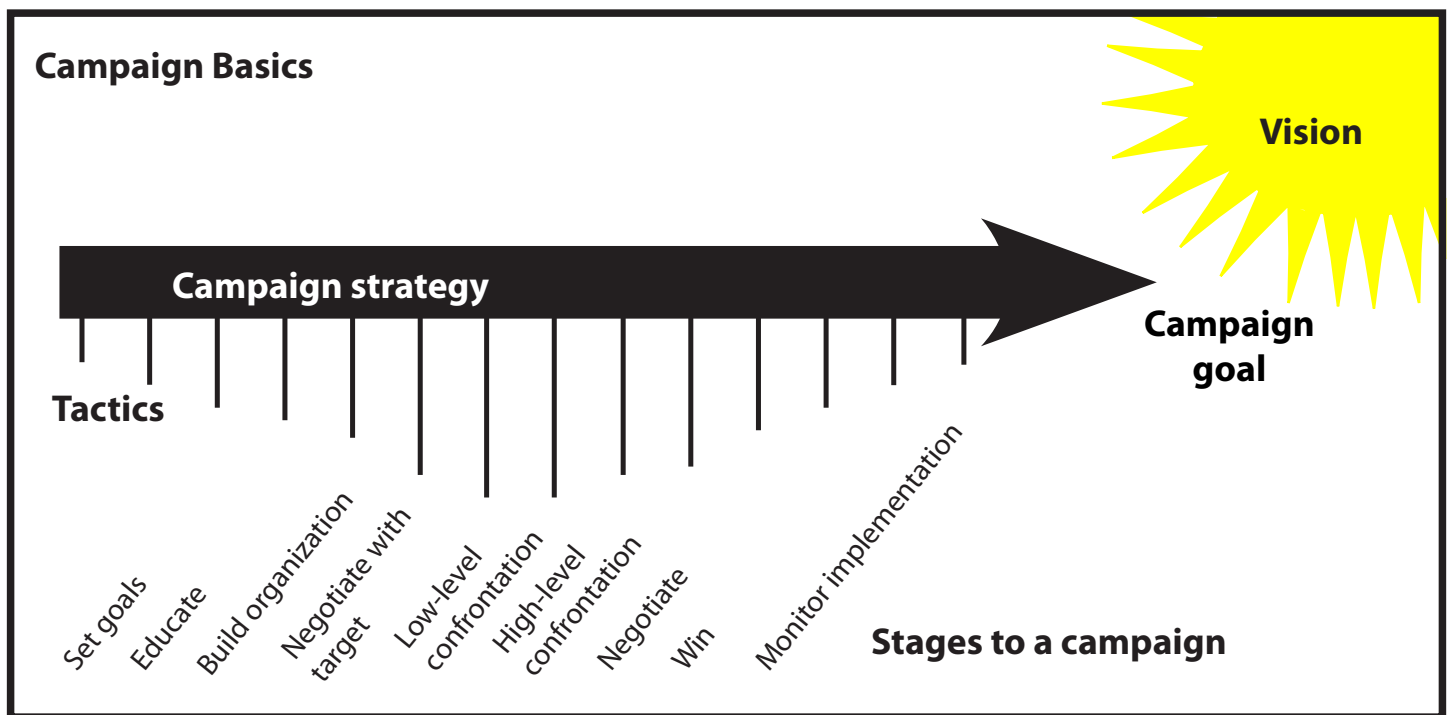 Campaign Basics
Vision
Campaign strategy
Campaign
goal
Tactics
Set goals
Educate
Build organization
Negotiate with
target
Low-level
confrontation
High-level
confrontation
Negotiate
Win
Monitor implementation
Stages to a campaign